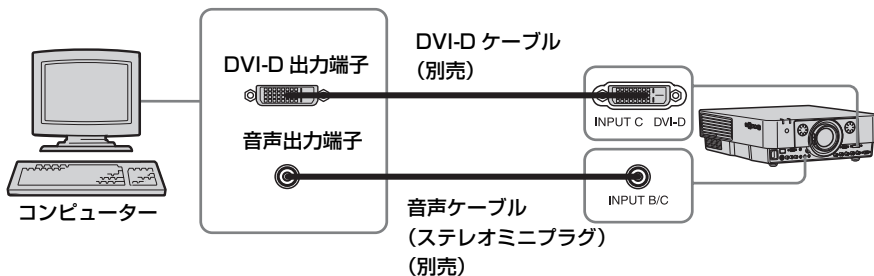 DVI-D 出力端子
DVI-D ケーブル
(別売)
INPUT C DVI-D
音声出力端子
INPUT B/C
コンピューター
音声ケーブル
(ステレオミニプラグ)
(別売)